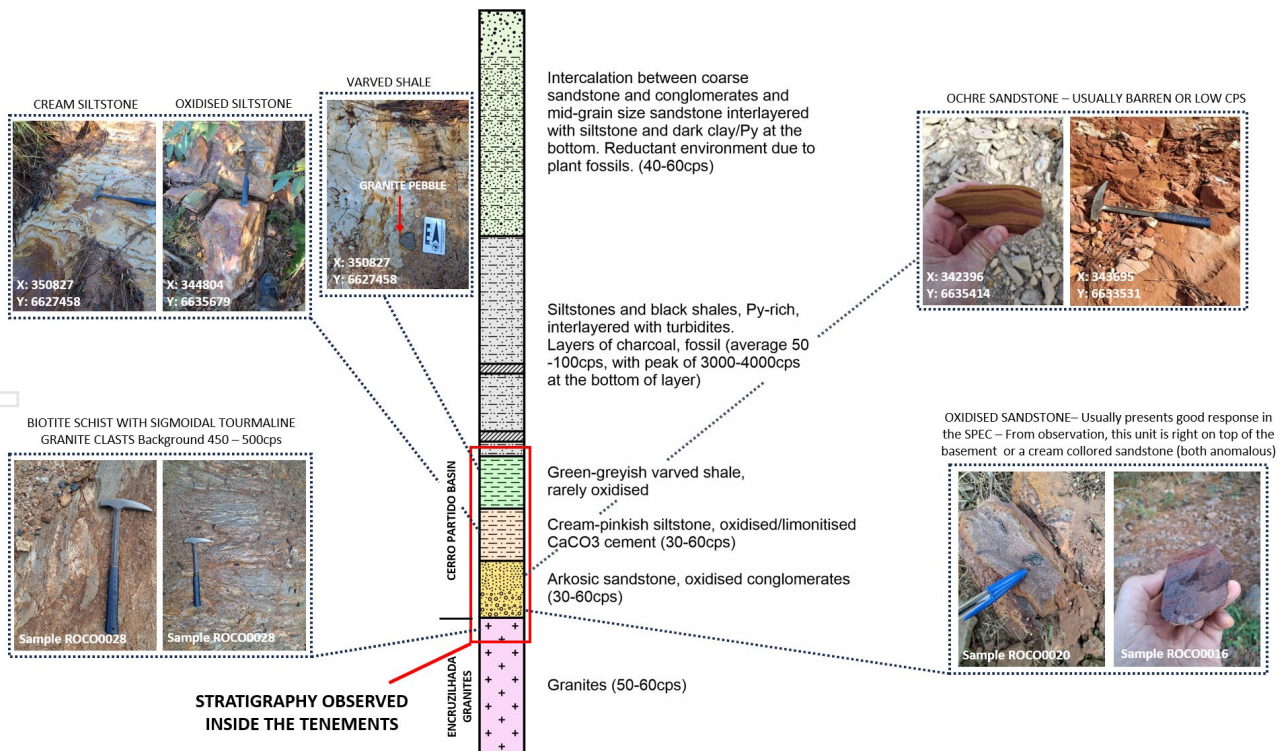 VARVED SHALE
CREAM SILTSTONE
OXIDISED SILTSTONE
X: 350827
Y: 6627458
X: 344804
Y: 6635679
GRANITE PEBBLE
X: 350827
Y: 6627458
Intercalation between coarse
sandstone and conglomerates and
mid-grain size sandstone interlayered
with siltstone and dark clay/Py at the
bottom. Reductant environment due to
plant fossils. (40-60cps)
OCHRE SANDSTONE – USUALLY BARREN OR LOW CPS
X: 342396
Y: 6635414
X: 343695
Y: 6633531
Siltstones and black shales, Py-rich,
interlayered with turbidites.
Layers of charcoal, fossil (average 50
-100cps, with peak of 3000-4000cps
at the bottom of layer)
BIOTITE SCHIST WITH SIGMOIDAL TOURMALINE
GRANITE CLASTS Background 450 – 500cps
Sample ROCO0028
Sample ROCO0028
OXIDISED SANDSTONE– Usually presents good response in
the SPEC – From observation, this unit is right on top of the
basement or a cream collored sandstone (both anomalous)
Sample ROCO0020
Sample ROCO0016
CERRO PARTIDO BASIN
Green-greyish varved shale,
rarely oxidised
Cream-pinkish siltstone, oxidised/limonitised
CaCO3 cement (30-60cps)
Arkosic sandstone, oxidised conglomerates
(30-60cps)
ENCRUZILHADA
GRANITES
Granites (50-60cps)
STRATIGRAPHY OBSERVED
INSIDE THE TENEMENTS